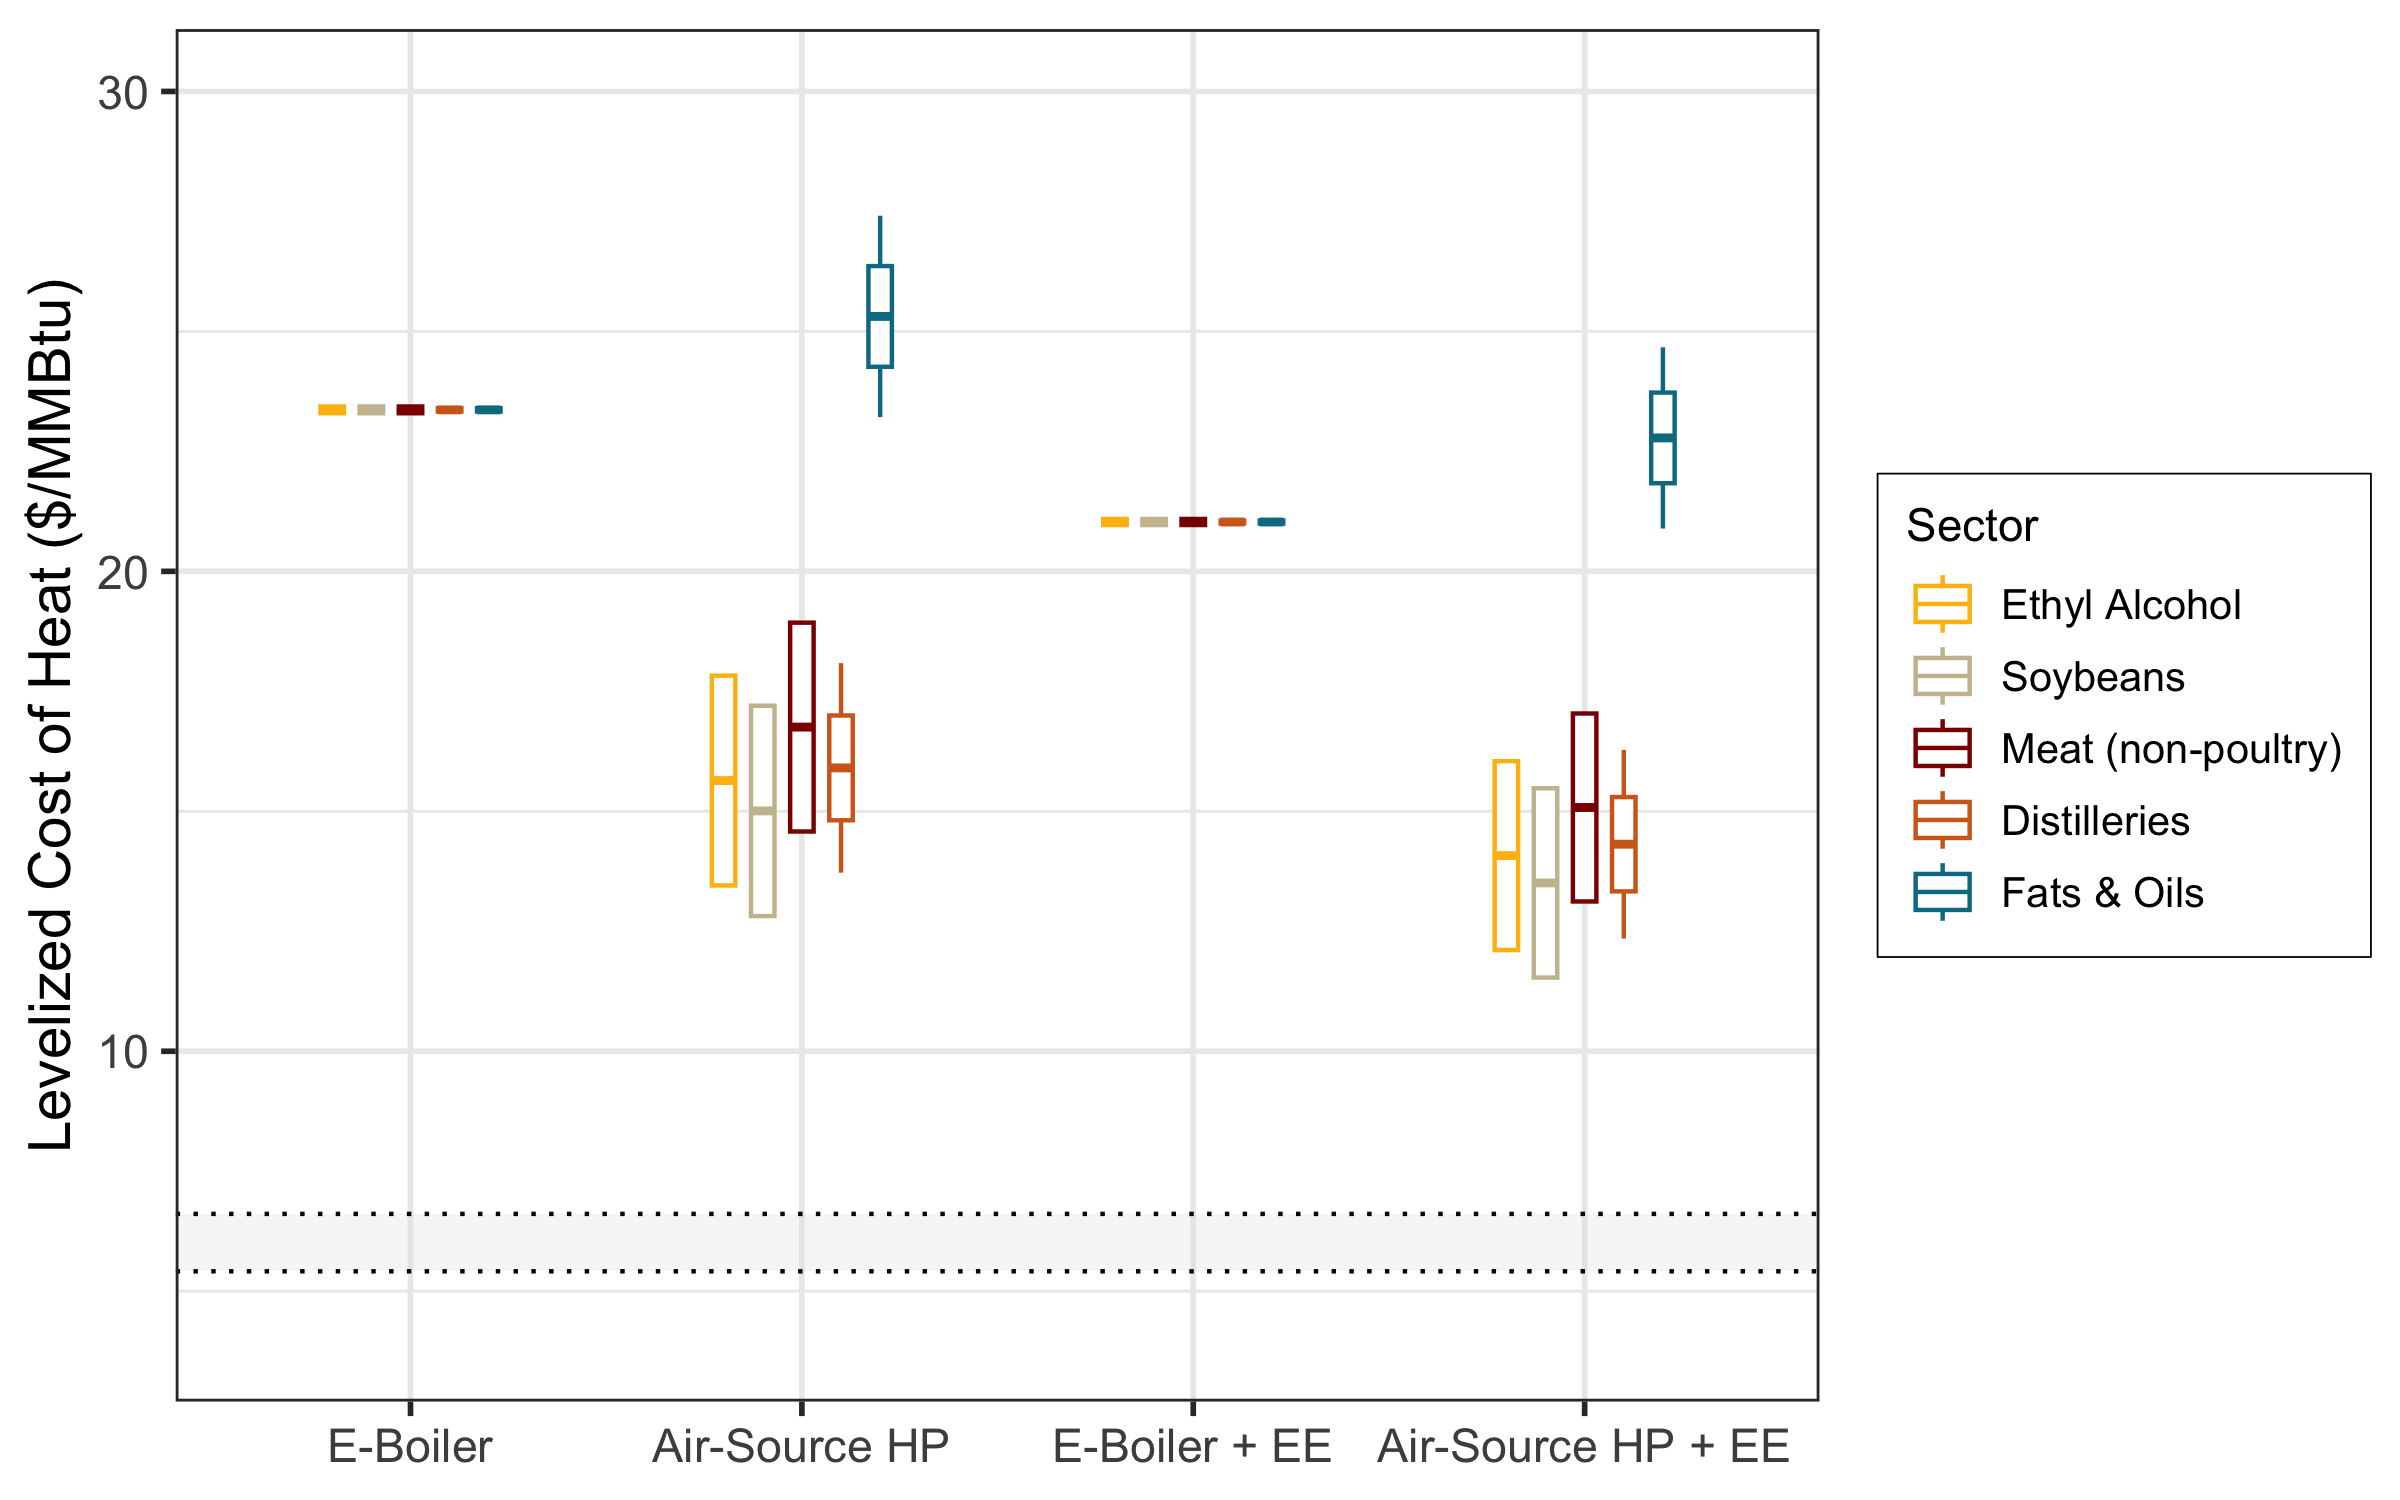 Levelized Cost of Heat ($/MMBtu)
30
20
10
E-Boiler
Air-Source HP
E-Boiler + EE
Air-Source HP + EE
Sector
Ethyl Alcohol
Soybeans
Meat (non-poultry)
Distilleries
Fats & Oils